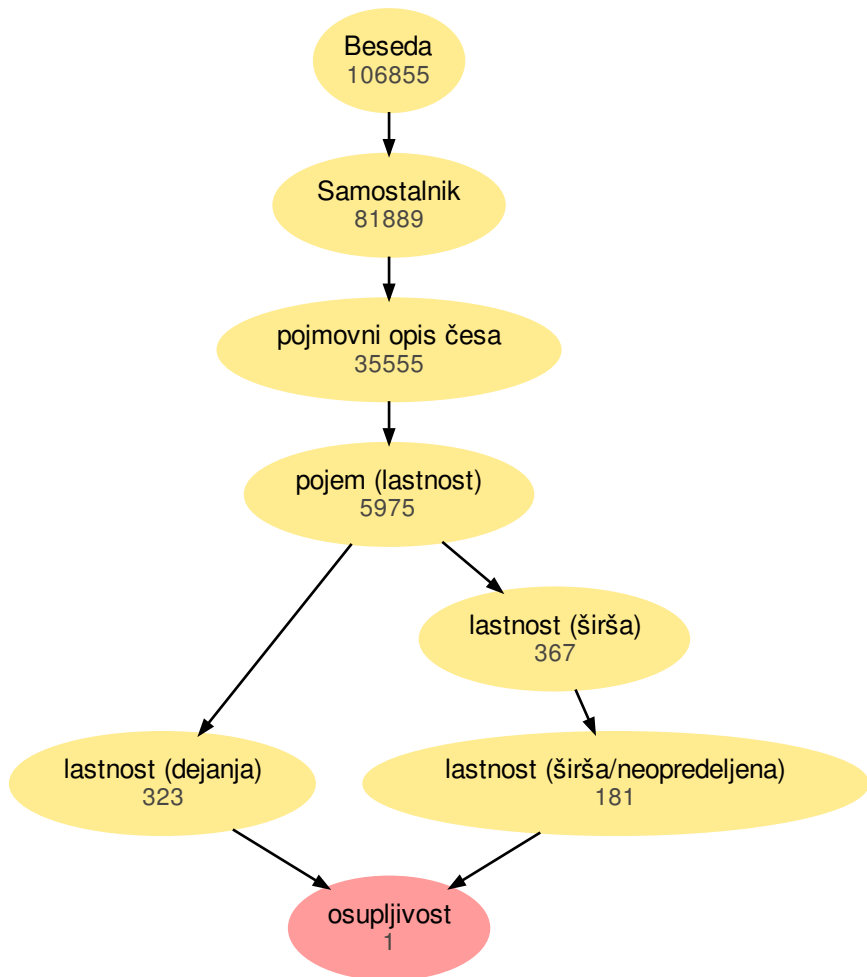 Beseda
106855
Samostalnik
81889
pojmovni opis česa
35555
pojem (lastnost)
5975
lastnost (širša)
367
lastnost (dejanja)
323
lastnost (širša/neopredeljena)
181
osupljivost
1